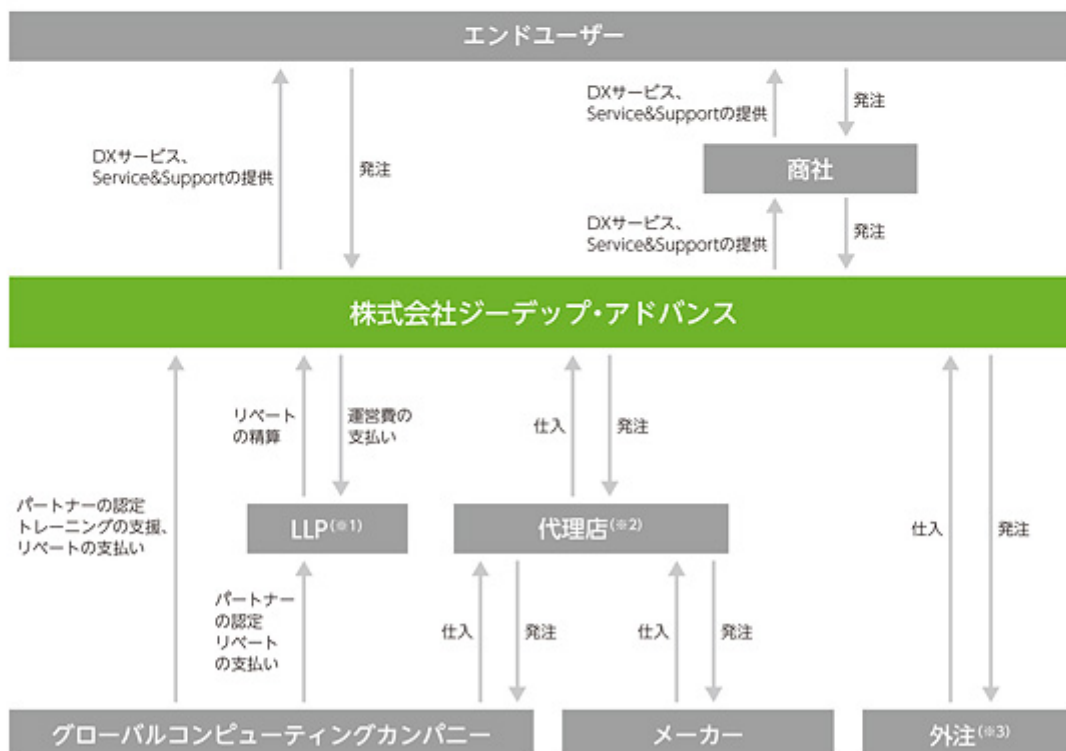 エンドユーザー
DXサービス、
Service&Supportの提供
発注
DXサービス、
Service&Supportの提供
発注
商社
DXサービス、
Service&Supportの提供
発注
株式会社ジーデップ・アドバンス
パートナーの認定
トレーニングの支援、
リベートの支払い
リベート
の精算
運営費の
支払い
LLP(※1)
パートナー
の認定
リベート
の支払い
仕入
発注
代理店(※2)
仕入
発注
仕入
発注
仕入
発注
グローバルコンピューティングカンパニー
メーカー
外注(※3)